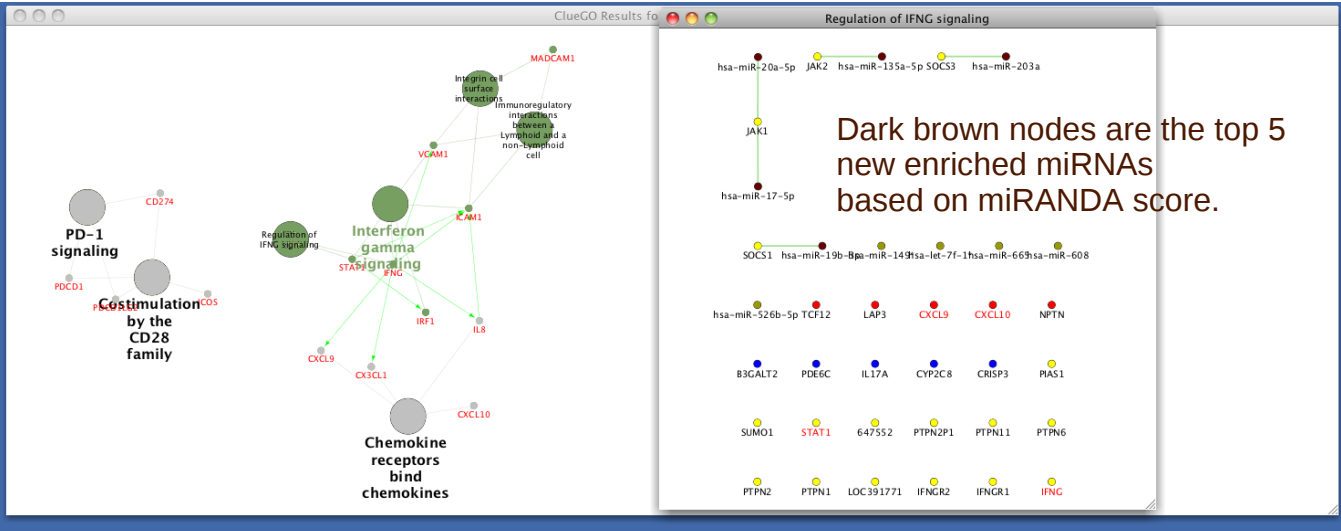 ClueGO Results fo
Regulation of IFNG signaling
MADCAM1
Integrin cell
surface
interactions
Immunoregulatory
interactions
between a
Lymphoid and a
non-Lymphoid
cell
VCAM1
CD274
PD-1
signaling
ICAM1
Regulation of
IFNG signaling
Interferon
gamma
signaling
STAT1
IFNG
PDCD1
ICOS
Costimulation
by the
CD28
family
IRF1
IL8
CXCL9
CX3CL1
CXCL10
Chemokine
receptors
bind
chemokines
hsa-miR-20a-5p JAK2 hsa-miR-135a-5p SOCS3 hsa-miR-203a
JAK1
hsa-miR-17-5p
Dark brown nodes are the top 5
new enriched miRNAs
based on miRANDA score.
SOCS1 hsa-miR-608
hsa-miR-526b-5p TCF12 LAP3 CXCL9 CXCL10 NPTN
B3GALT2 PDE6C IL17A CYP2C8 CRISP3 PIAS1
SUMO1 STAT1 647552 PTPN2P1 PTPN11 PTPN6
PTPN2 PTPN1 LOC391771 IFNGR2 IFNGR1 IFNG